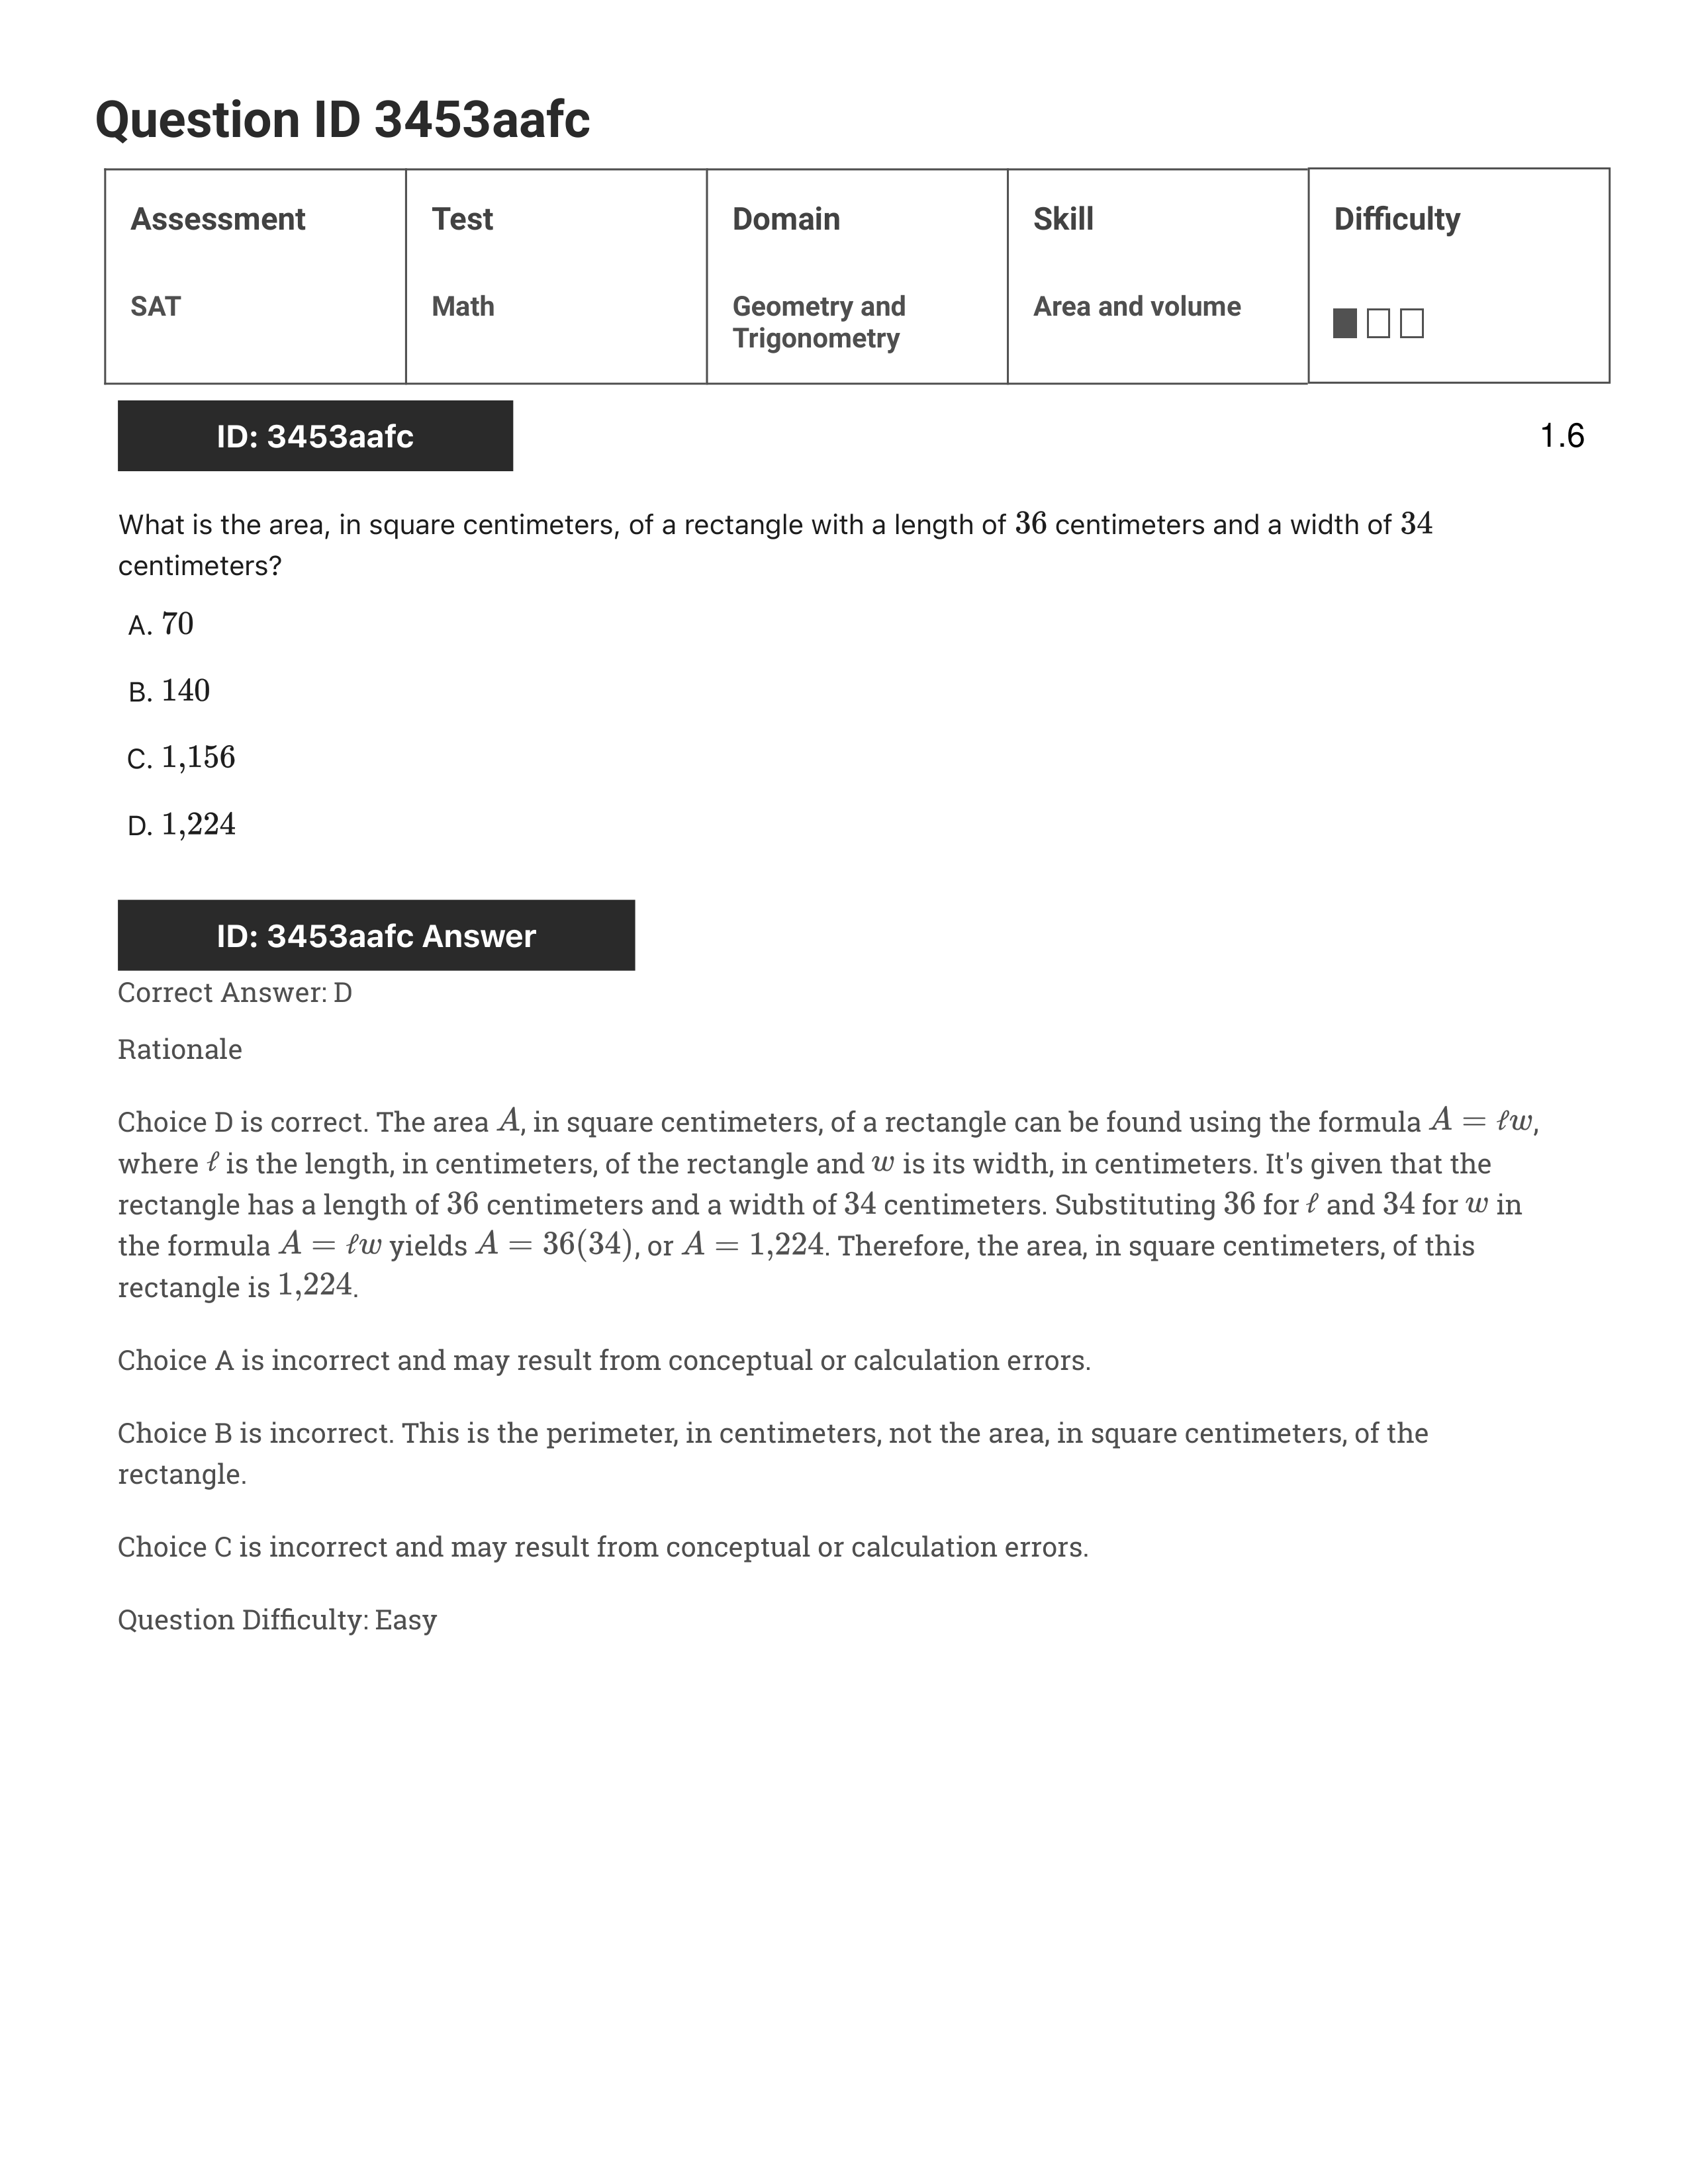 Question ID 3453aafc
Assessment
Test
Domain
Skill
Difficulty
SAT
Math
Geometry and
Trigonometry
Area and volume
ID: 3453aafc
1.6
What is the area, in square centimeters, of a rectangle with a length of 36 centimeters and a width of 34
centimeters?
A. 70
B. 140
C. 1,156
D. 1,224
ID: 3453aafc Answer
Correct Answer: D
Rationale
Choice D is correct. The area A, in square centimeters, of a rectangle can be found using the formula A = ℓw,
where ℓ is the length, in centimeters, of the rectangle and w is its width, in centimeters. It's given that the
rectangle has a length of 36 centimeters and a width of 34 centimeters. Substituting 36 for ℓ and 34 for w in
the formula A = ℓw yields A = 36(34), or A = 1,224. Therefore, the area, in square centimeters, of this
rectangle is 1,224.
Choice A is incorrect and may result from conceptual or calculation errors.
Choice B is incorrect. This is the perimeter, in centimeters, not the area, in square centimeters, of the
rectangle.
Choice C is incorrect and may result from conceptual or calculation errors.
Question Difficulty: Easy